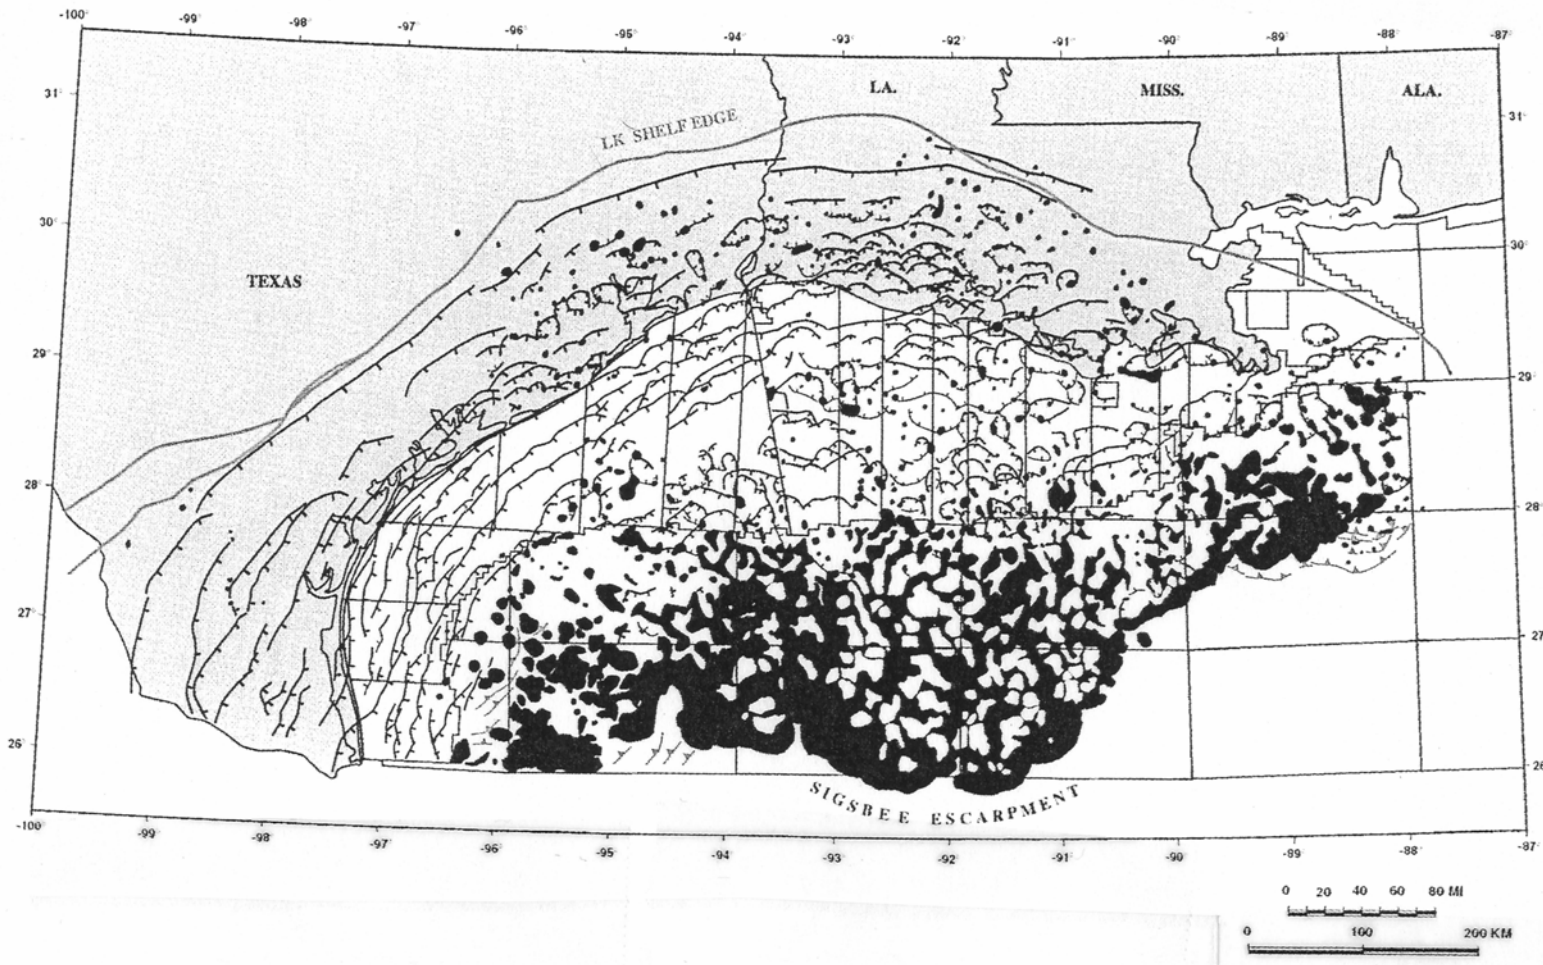 -100° -99° -98° -97° -96° -95° -94° -93° -92° -91° -90° -89° -88° -87°
LA. MISS. ALA.
31° 31°
LK SHELF EDGE
30° 30°
TEXAS
29° 29°
28° 28°
27° 27
26° 26
SIGSBEE ESCARPMENT
-100° -99° -98° -97° -96° -95° -94° -93° -92° -91° -90° -89° -88° -87°
0 20 40 60 80 MI
0 100 200 KM